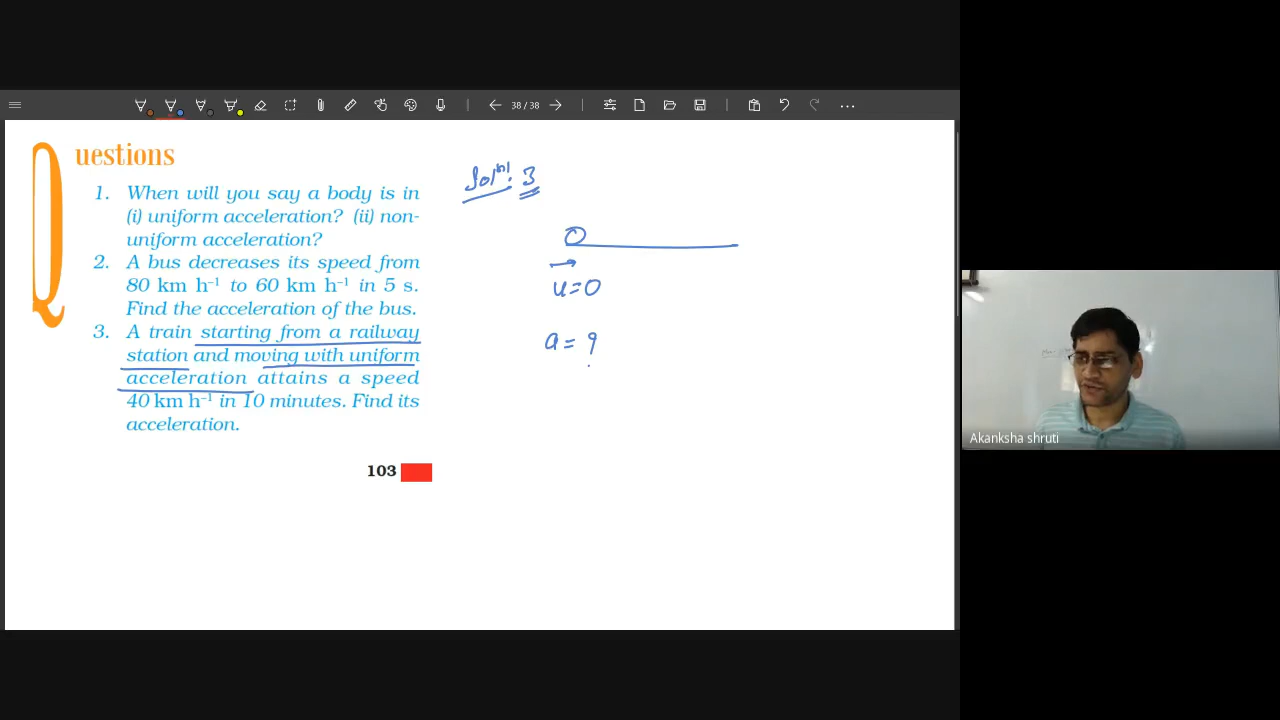 38 / 38
Questions
1. When will you say a body is in
(i) uniform acceleration? (ii) non-
uniform acceleration?
2. A bus decreases its speed from
80 km h⁻¹ to 60 km h⁻¹ in 5 s.
Find the acceleration of the bus.
3. A train starting from a railway
station and moving with uniform
acceleration attains a speed
40 km h⁻¹ in 10 minutes. Find its
acceleration.
103
Solⁿ: 3
u=0
a = ?
Akanksha shruti